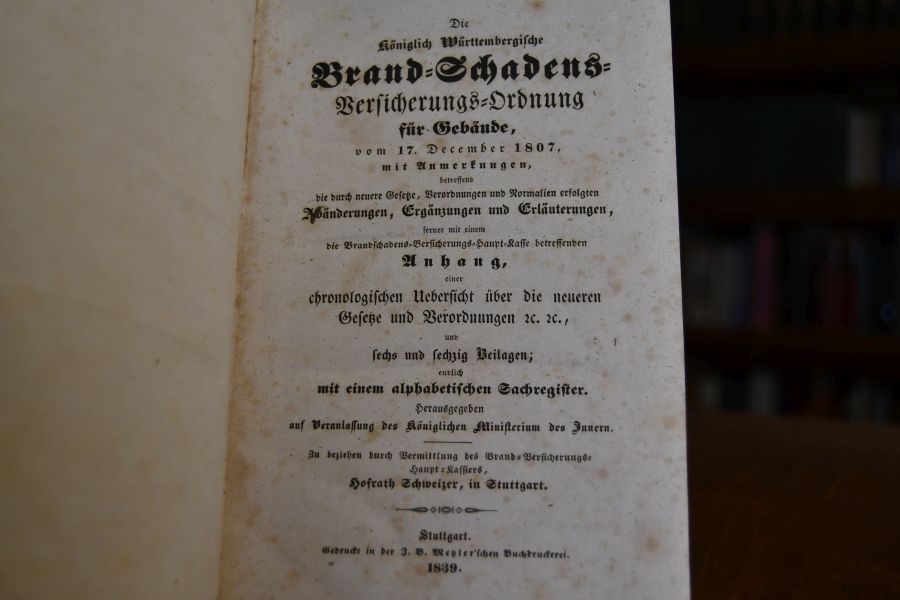 Die
Königlich Württembergische
Brand-Schadens-
Versicherungs-Ordnung
für Gebäude,
vom 17. December 1807,
mit Anmerkungen,
betreffend
die durch neuere Gesetze, Verordnungen und Normalien erfolgten
Abänderungen, Ergänzungen und Erläuterungen,
ferner mit einem
die Brandschadens-Versicherungs-Haupt-Kasse betreffenden
Anhang,
einer
chronologischen Uebersicht über die neueren
Gesetze und Verordnungen ꝛc. ꝛc.,
und
sechs und sechzig Beilagen;
endlich
mit einem alphabetischen Sachregister.
Herausgegeben
auf Veranlassung des Königlichen Ministerium des Innern.
Zu beziehen durch Vermittlung des Brand-Versicherungs-
Haupt-Kassiers,
Hofrath Schweizer, in Stuttgart.
Stuttgart.
Gedruckt in der J. B. Metzler'schen Buchdruckerei.
1839.